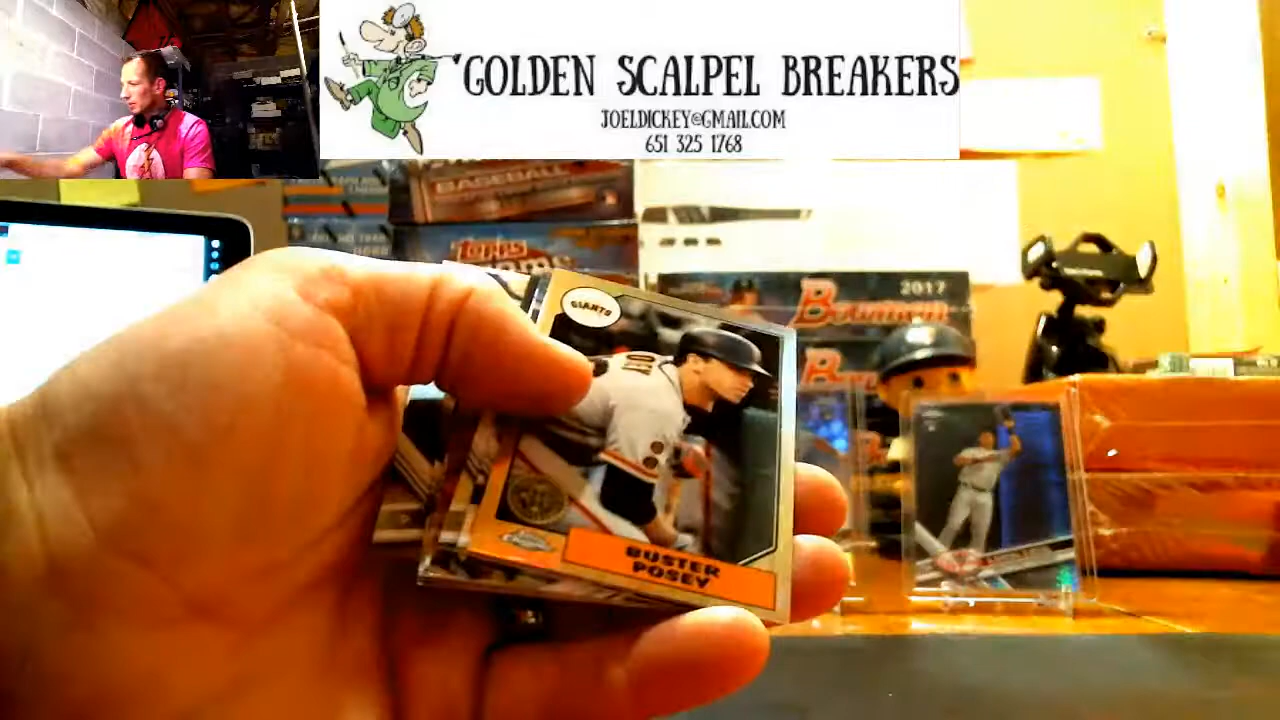 'GOLDEN SCALPEL BREAKERS
JOELDICKEY@GMAIL.COM
651 325 1768
BASEBALL
TOPPS
2017
Bowman
B
GIANTS
BUSTER
POSEY